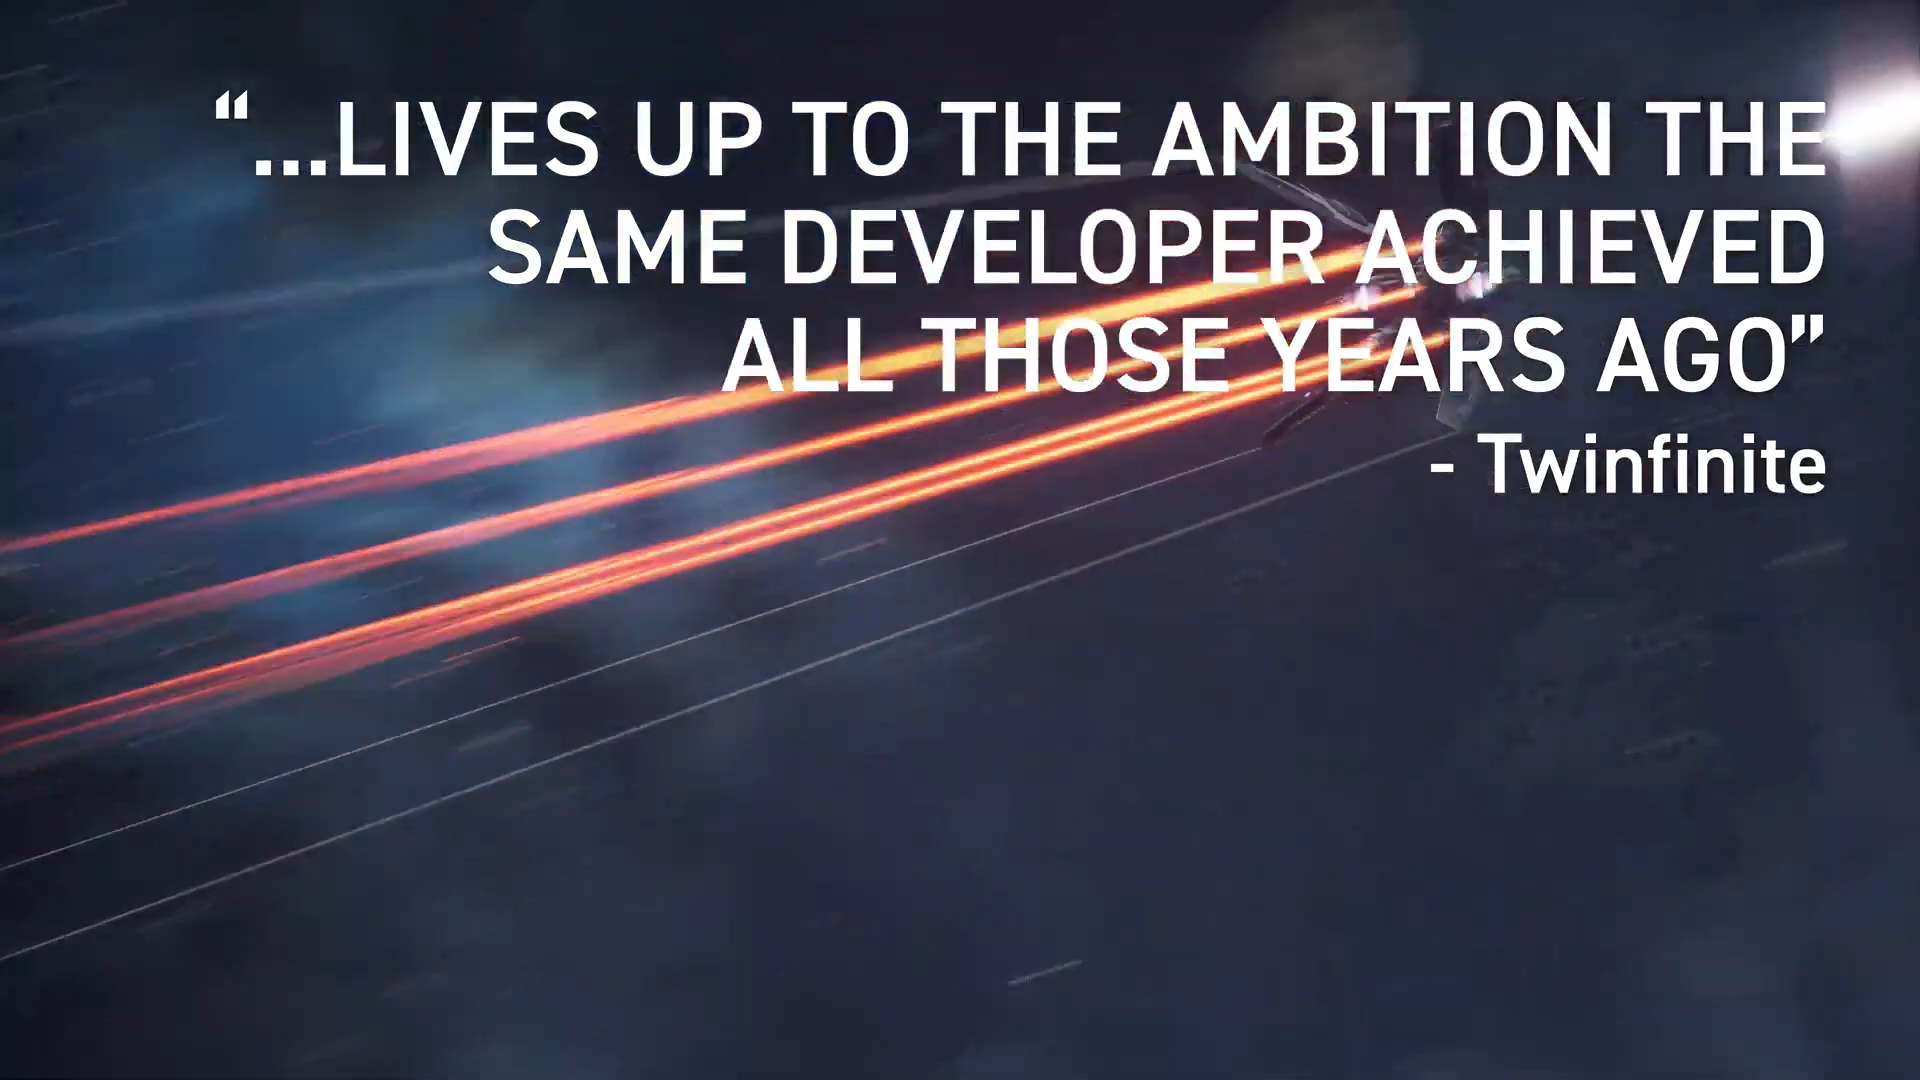 “...LIVES UP TO THE AMBITION THE
SAME DEVELOPER ACHIEVED
ALL THOSE YEARS AGO”
- Twinfinite